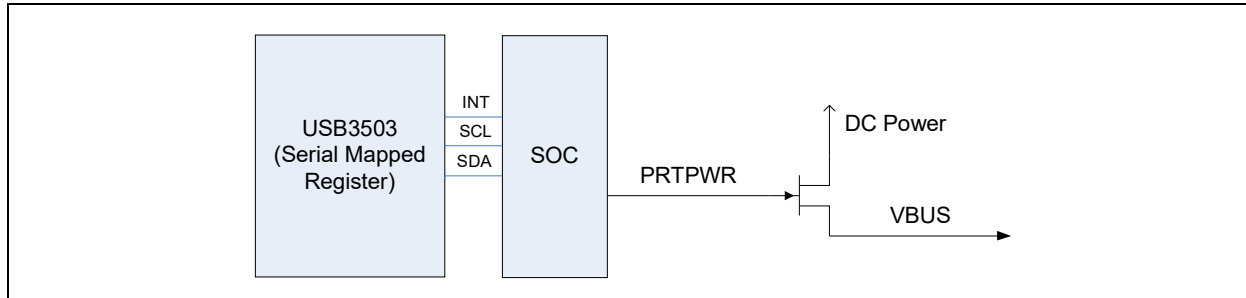 USB3503
(Serial Mapped
Register)
INT
SCL
SDA
SOC
PRTPWR
DC Power
VBUS